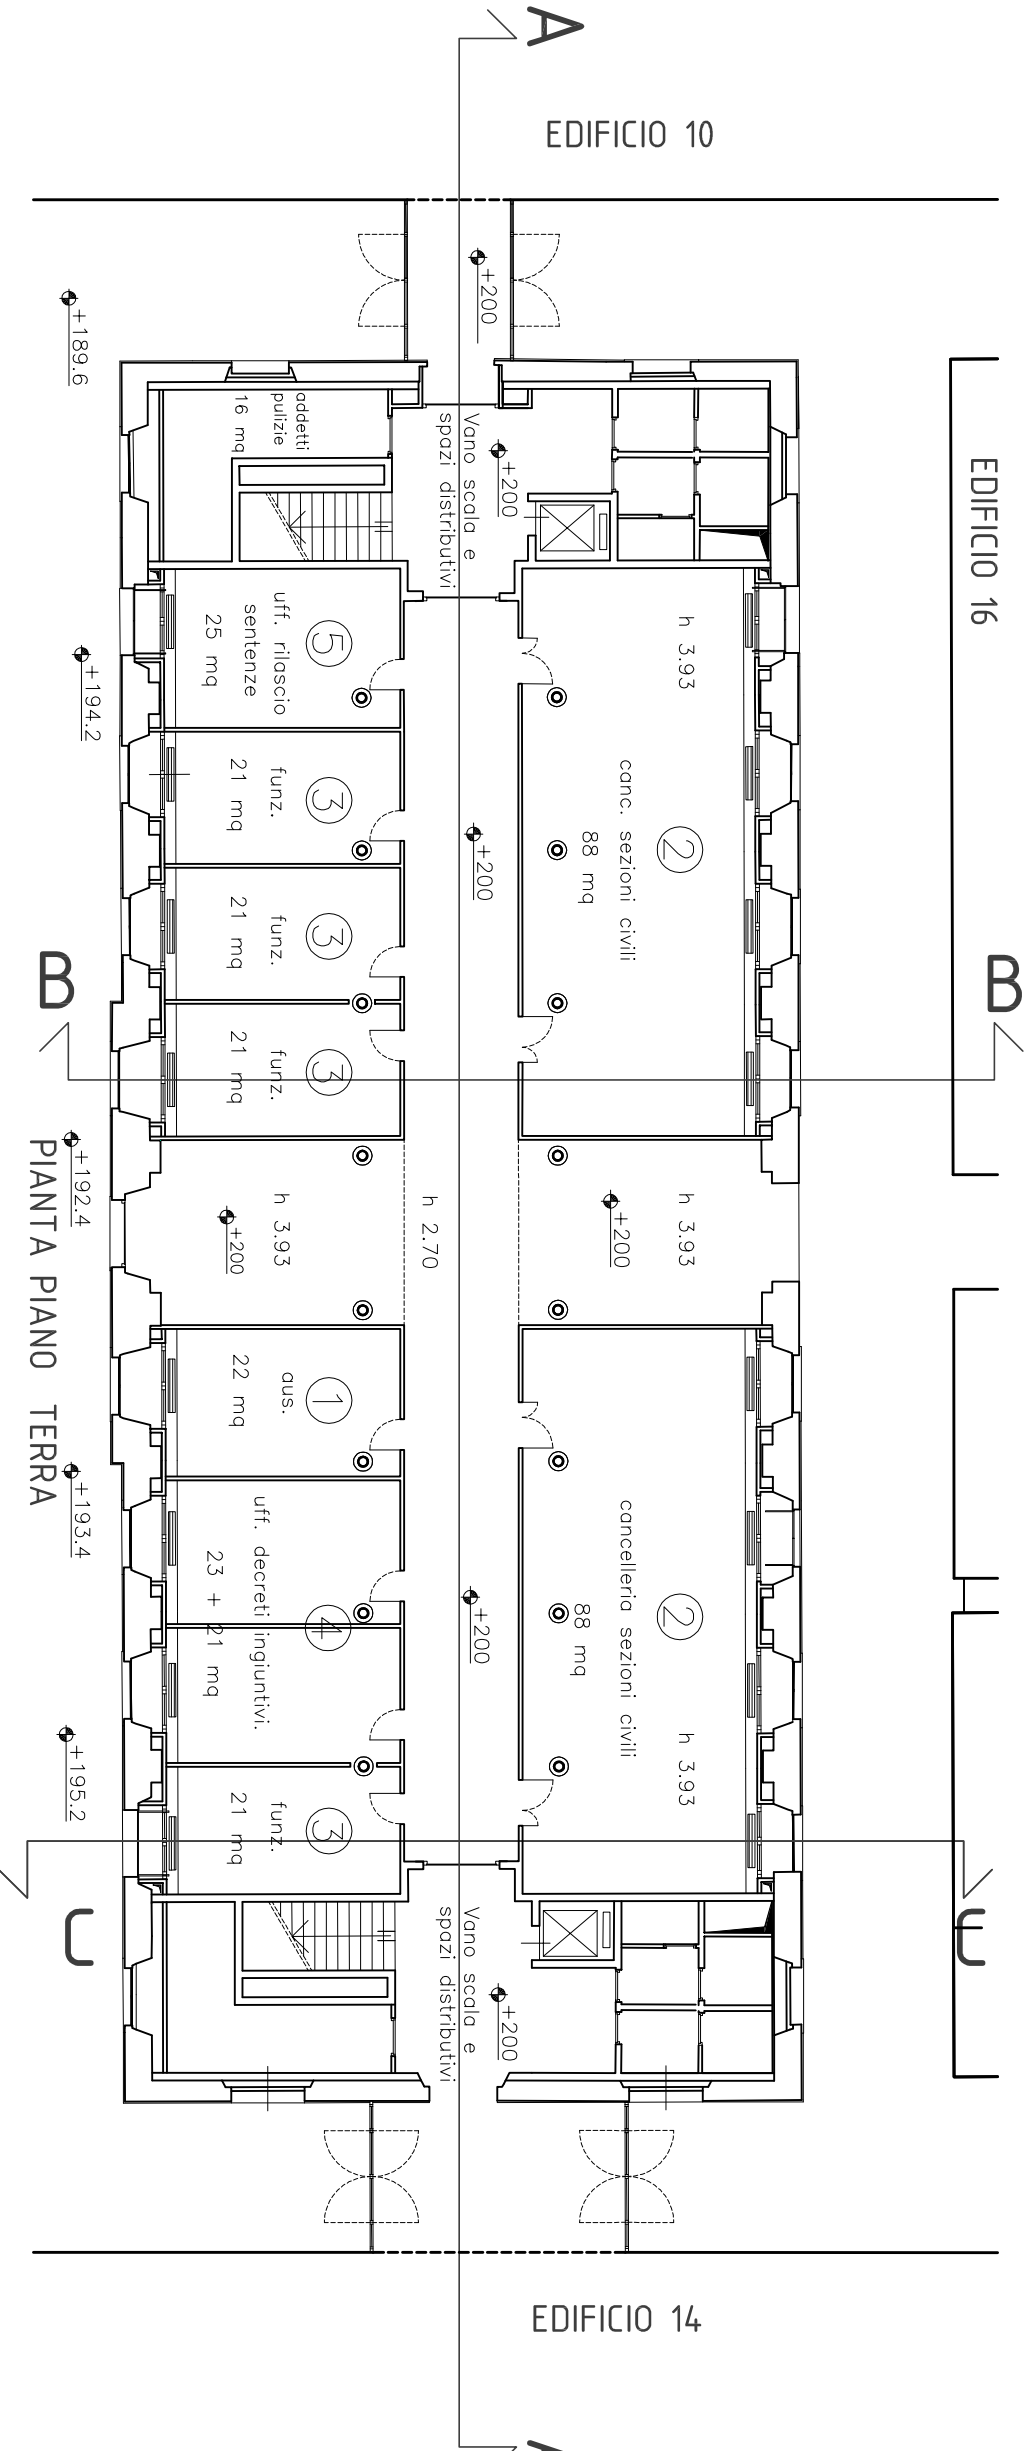 A
EDIFICIO 10
+200
+189.6
EDIFICIO 16
addetti
pulizie
16 mq
Vano scala e
spazi distributivi
+200
5
uff. rilascio
sentenze
25 mq
h 3.93
+194.2
3
funz.
21 mq
+200
canc. sezioni civili
88 mq
2
3
funz.
21 mq
B
B
3
funz.
21 mq
+192.4
+200
h 3.93
h 2.70
+200
h 3.93
PIANTA PIANO TERRA
1
aus.
22 mq
+193.4
4
uff. decreti ingiuntivi.
23 + 21 mq
+200
cancelleria sezioni civili
88 mq
2
h 3.93
+195.2
3
funz.
21 mq
C
C
Vano scala e
spazi distributivi
+200
EDIFICIO 14
A